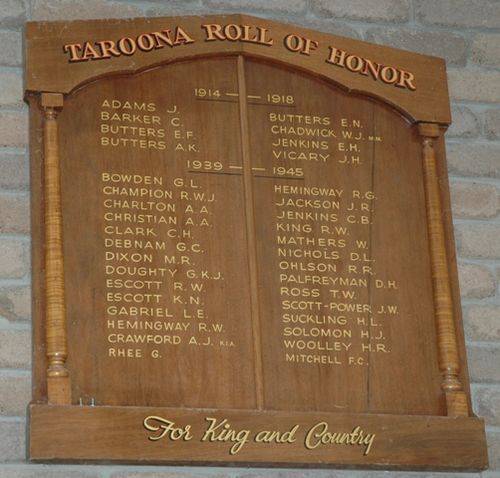 TAROONA ROLL OF HONOR
1914 — 1918
ADAMS J.
BARKER C.
BUTTERS E.F.
BUTTERS A.K.
BUTTERS E.N.
CHADWICK W.J. M.M.
JENKINS E.H.
VICARY J.H.
1939 — 1945
BOWDEN G.L.
CHAMPION R.W.J.
CHARLTON A.A.
CHRISTIAN A.A.
CLARK C.H.
DEBNAM G.C.
DIXON M.R.
DOUGHTY G.K.J.
ESCOTT R.W.
ESCOTT K.N.
GABRIEL L.E.
HEMINGWAY R.W.
CRAWFORD A.J. KIA.
RHEE G.
HEMINGWAY R.G.
JACKSON J.R.
JENKINS C.B.
KING R.W.
MATHERS W.
NICHOLS D.L.
OHLSON R.R.
PALFREYMAN D.H.
ROSS T.W.
SCOTT-POWER J.W.
SUCKLING H.L.
SOLOMON H.J.
WOOLLEY H.R.
MITCHELL F.C.
For King and Country